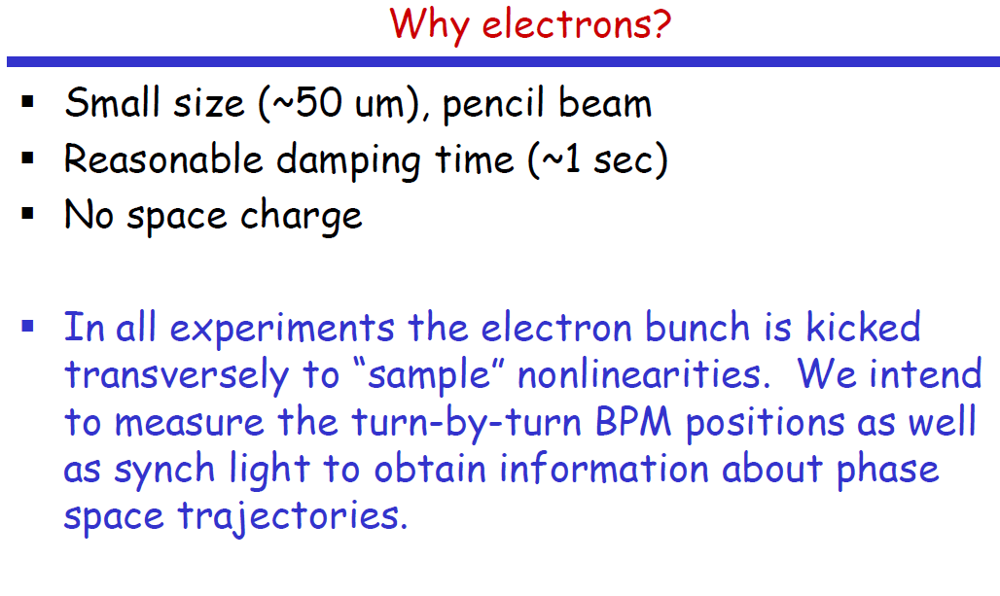 Why electrons?
▪ Small size (~50 um), pencil beam
▪ Reasonable damping time (~1 sec)
▪ No space charge
▪ In all experiments the electron bunch is kicked
transversely to “sample” nonlinearities. We intend
to measure the turn-by-turn BPM positions as well
as synch light to obtain information about phase
space trajectories.